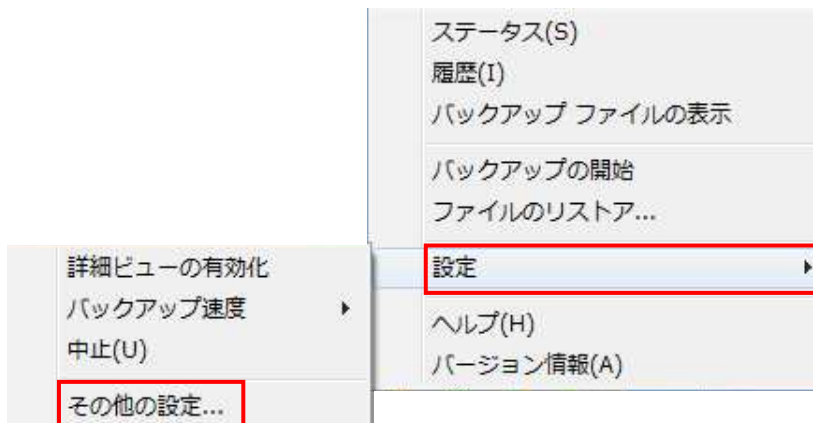 ステータス(S)
履歴(I)
バックアップ ファイルの表示
バックアップの開始
ファイルのリストア...
設定
ヘルプ(H)
バージョン情報(A)
詳細ビューの有効化
バックアップ速度
中止(U)
その他の設定...